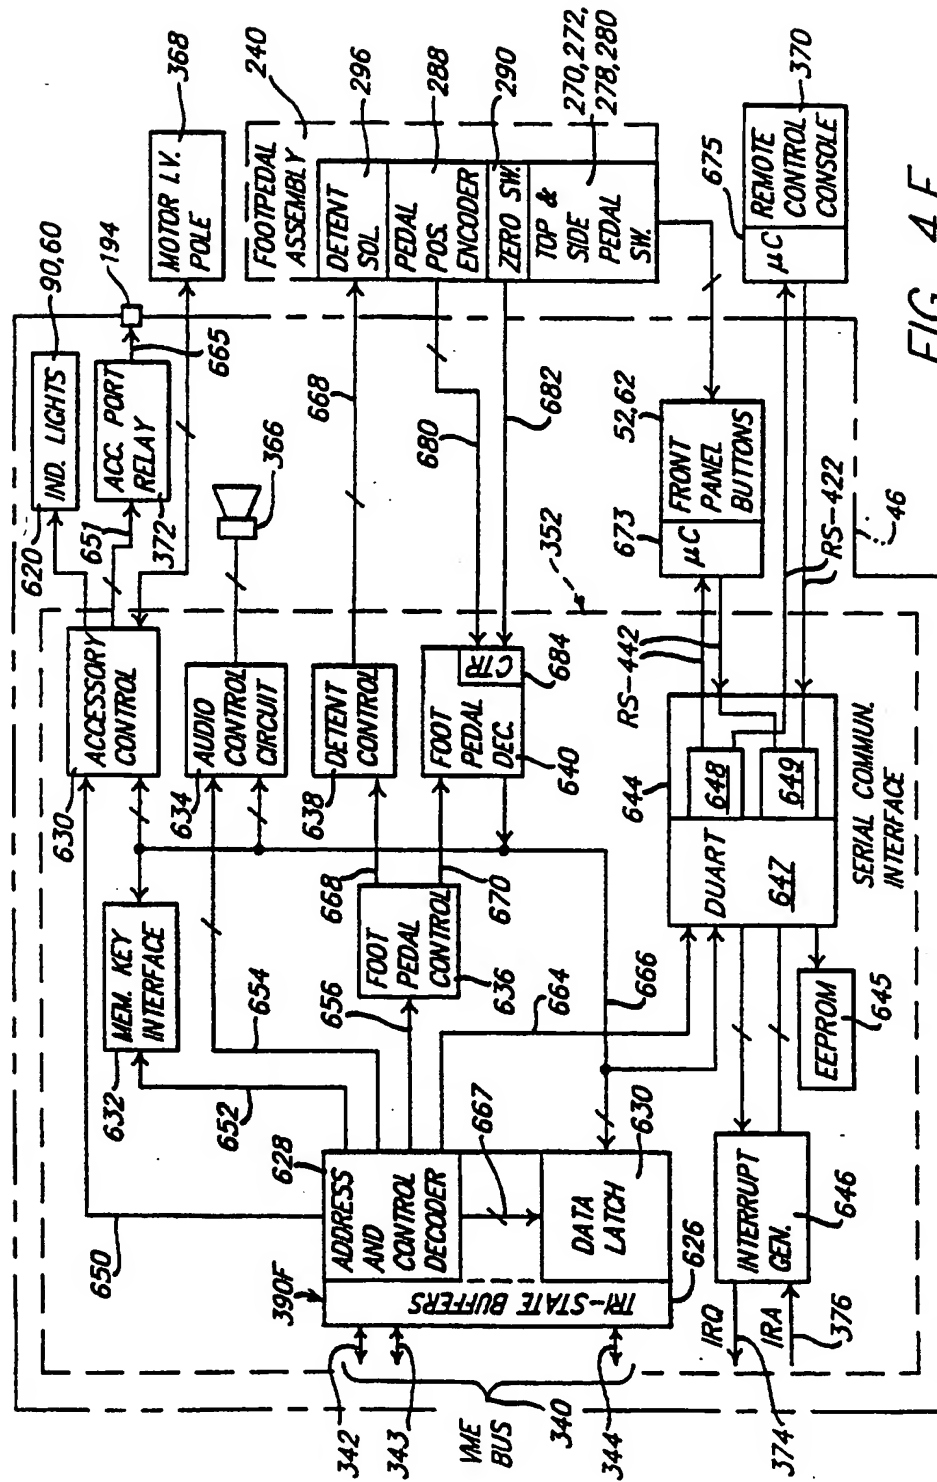 90,60
194
368
MOTOR I.V.
POLE
240
296
288
290
270,272,
278,280
370
675
FOOTPEDAL
ASSEMBLY
DETENT
SOL.
PEDAL
POS.
ENCODER
ZERO SW.
TOP &
SIDE
PEDAL
SW.
µC
REMOTE
CONTROL
CONSOLE
FIG. 4F
620
IND. LIGHTS
651
ACC. PORT
RELAY
665
372
366
668
680
682
52,62
673
µC
FRONT
PANEL
BUTTONS
RS-422
46
352
630
ACCESSORY
CONTROL
634
AUDIO
CONTROL
CIRCUIT
638
DETENT
CONTROL
FOOT
PEDAL
DEC.
CTR
684
640
RS-442
644
648
649
DUART
647
SERIAL COMMUN.
INTERFACE
632
MEM. KEY
INTERFACE
652
654
656
668
670
FOOT
PEDAL
CONTROL
636
664
666
EEPROM
645
650
390F
628
ADDRESS
AND
CONTROL
DECODER
667
630
DATA
LATCH
TRI-STATE BUFFERS
626
INTERRUPT
GEN.
646
IRQ
IRA
374
376
342
343
344
340
VME
BUS